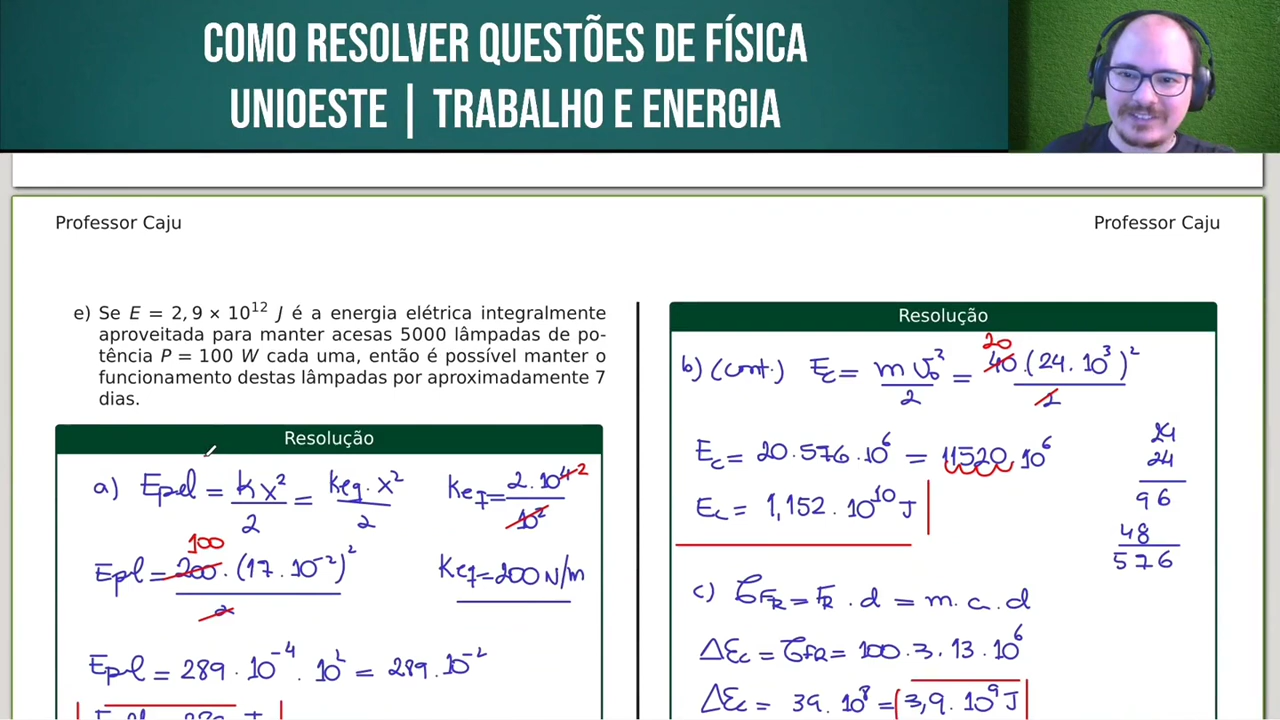 COMO RESOLVER QUESTÕES DE FÍSICA
UNIOESTE | TRABALHO E ENERGIA
Professor Caju
Professor Caju
e) Se E = 2,9 × 10¹² J é a energia elétrica integralmente
aproveitada para manter acesas 5000 lâmpadas de po-
tência P = 100 W cada uma, então é possível manter o
funcionamento destas lâmpadas por aproximadamente 7
dias.
Resolução
a) Epel = Kx²/2 = Keq.x²/2
Keq = 2.10⁴⁻²/10²
100
Epl = 200.(17.10⁻²)²/2
Keq = 200 N/m
Epl = 289.10⁻⁴.10² = 289.10⁻²
Resolução
20
b) (cont.) Ec = mV₀²/2 = 40.(24.10³)²/2
Ec = 20.576.10⁶ = 11520.10⁶
Ec = 1,152.10¹⁰ J
24
24
96
48
576
c) τFR = FR.d = m.a.d
ΔEc = τFR = 100.3.13.10⁶
ΔEc = 39.10⁸ = 3,9.10⁹ J